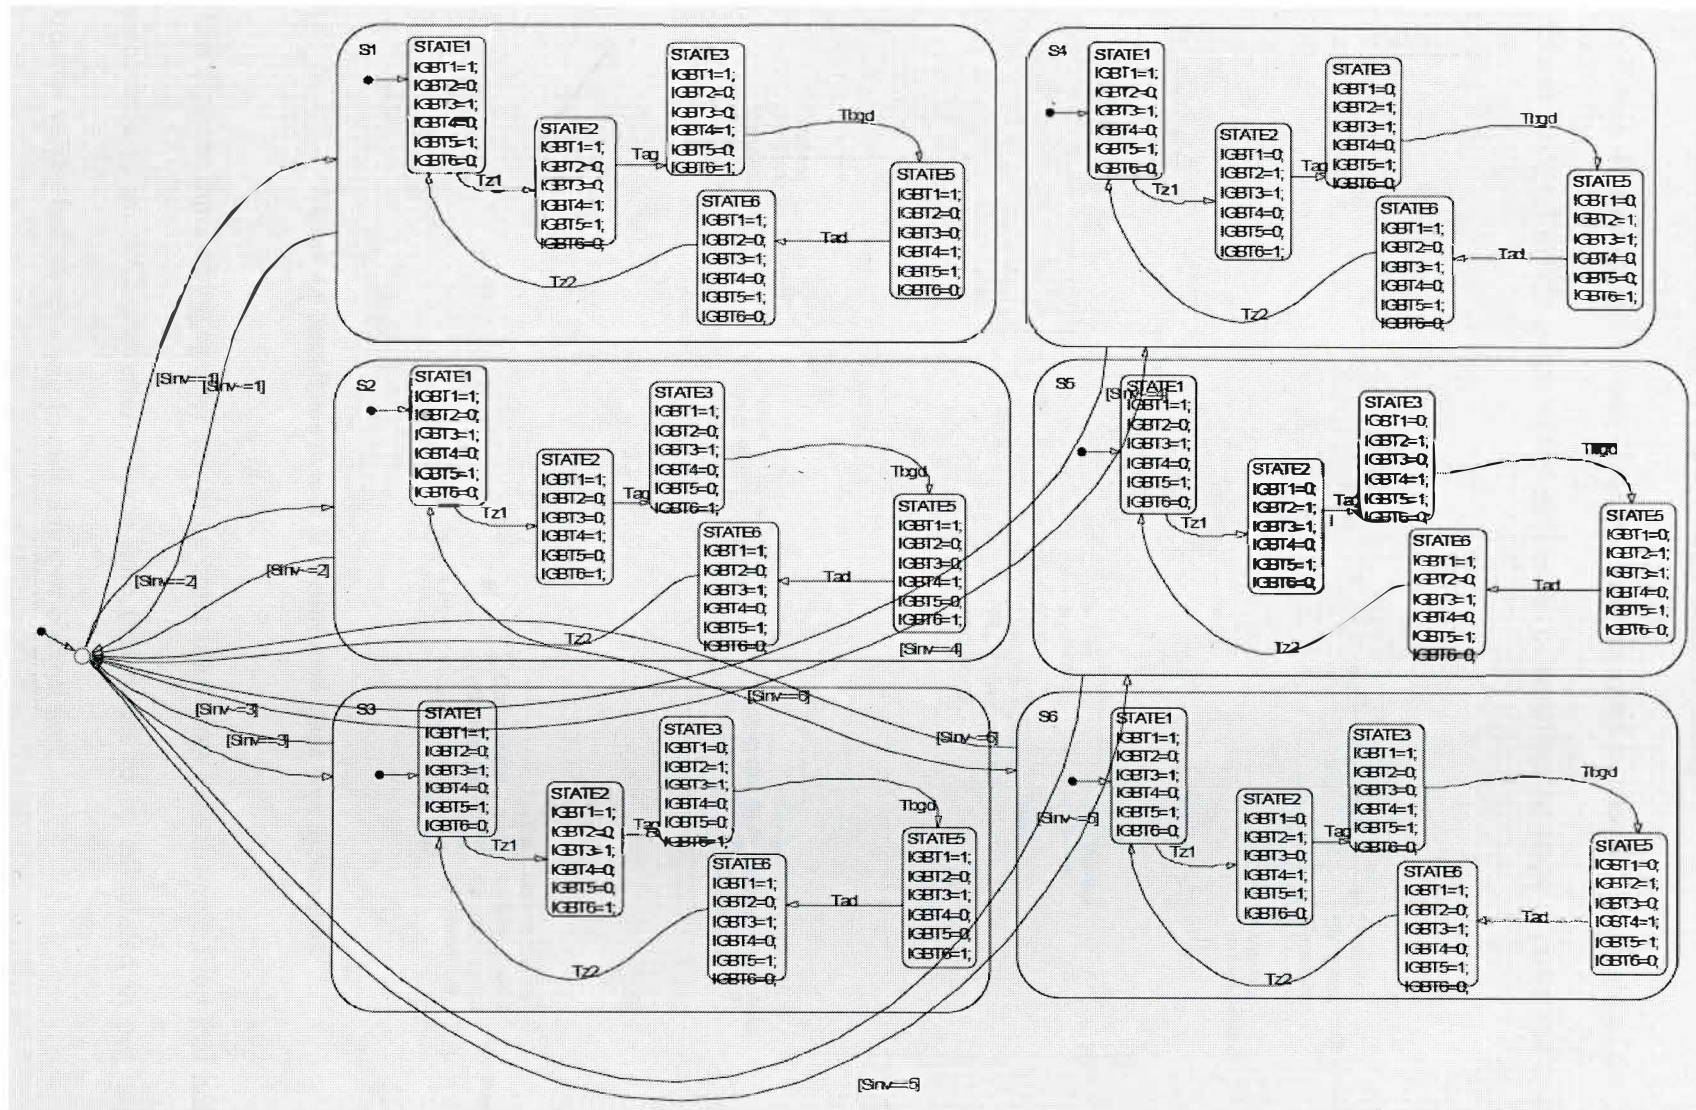 S1
STATE1
IGBT1=1;
IGBT2=0;
IGBT3=1;
IGBT4=0;
IGBT5=1;
IGBT6=0;
Tz1
STATE2
IGBT1=1;
IGBT2=0;
IGBT3=0;
IGBT4=1;
IGBT5=1;
IGBT6=0;
Tag
STATE3
IGBT1=1;
IGBT2=0;
IGBT3=0;
IGBT4=1;
IGBT5=0;
IGBT6=1;
Tbgd
STATE5
IGBT1=1;
IGBT2=0;
IGBT3=0;
IGBT4=1;
IGBT5=1;
IGBT6=0;
Tad
STATE6
IGBT1=1;
IGBT2=0;
IGBT3=1;
IGBT4=0;
IGBT5=1;
IGBT6=0;
Tz2
S4
STATE1
IGBT1=1;
IGBT2=0;
IGBT3=1;
IGBT4=0;
IGBT5=1;
IGBT6=0;
Tz1
STATE2
IGBT1=0;
IGBT2=1;
IGBT3=1;
IGBT4=0;
IGBT5=0;
IGBT6=1;
Tag
STATE3
IGBT1=0;
IGBT2=1;
IGBT3=1;
IGBT4=0;
IGBT5=1;
IGBT6=0;
Tbgd
STATE5
IGBT1=0;
IGBT2=1;
IGBT3=1;
IGBT4=0;
IGBT5=0;
IGBT6=1;
Tad
STATE6
IGBT1=1;
IGBT2=0;
IGBT3=1;
IGBT4=0;
IGBT5=1;
IGBT6=0;
Tz2
[Sinv==1]
[Sinv~=1]
S2
STATE1
IGBT1=1;
IGBT2=0;
IGBT3=1;
IGBT4=0;
IGBT5=1;
IGBT6=0;
Tz1
STATE2
IGBT1=1;
IGBT2=0;
IGBT3=0;
IGBT4=1;
IGBT5=0;
IGBT6=1;
Tag
STATE3
IGBT1=1;
IGBT2=0;
IGBT3=1;
IGBT4=0;
IGBT5=0;
IGBT6=1;
Tbgd
STATE5
IGBT1=1;
IGBT2=0;
IGBT3=0;
IGBT4=1;
IGBT5=0;
IGBT6=1;
Tad
STATE6
IGBT1=1;
IGBT2=0;
IGBT3=1;
IGBT4=0;
IGBT5=1;
IGBT6=0;
Tz2
[Sinv==2]
[Sinv~=2]
[Sinv~=4]
[Sinv==4]
S5
STATE1
IGBT1=1;
IGBT2=0;
IGBT3=1;
IGBT4=0;
IGBT5=1;
IGBT6=0;
Tz1
STATE2
IGBT1=0;
IGBT2=1;
IGBT3=1;
IGBT4=0;
IGBT5=1;
IGBT6=0;
Tag
STATE3
IGBT1=0;
IGBT2=1;
IGBT3=0;
IGBT4=1;
IGBT5=1;
IGBT6=0;
Tbgd
STATE5
IGBT1=0;
IGBT2=1;
IGBT3=1;
IGBT4=0;
IGBT5=1;
IGBT6=0;
Tad
STATE6
IGBT1=1;
IGBT2=0;
IGBT3=1;
IGBT4=0;
IGBT5=1;
IGBT6=0;
Tz2
[Sinv~=3]
[Sinv==3]
S3
STATE1
IGBT1=1;
IGBT2=0;
IGBT3=1;
IGBT4=0;
IGBT5=1;
IGBT6=0;
Tz1
STATE2
IGBT1=1;
IGBT2=0;
IGBT3=1;
IGBT4=0;
IGBT5=0;
IGBT6=1;
Tag
STATE3
IGBT1=0;
IGBT2=1;
IGBT3=1;
IGBT4=0;
IGBT5=0;
IGBT6=1;
Tbgd
STATE5
IGBT1=1;
IGBT2=0;
IGBT3=1;
IGBT4=0;
IGBT5=0;
IGBT6=1;
Tad
STATE6
IGBT1=1;
IGBT2=0;
IGBT3=1;
IGBT4=0;
IGBT5=1;
IGBT6=0;
Tz2
[Sinv==6]
[Sinv~=6]
[Sinv~=5]
[Sinv==5]
S6
STATE1
IGBT1=1;
IGBT2=0;
IGBT3=1;
IGBT4=0;
IGBT5=1;
IGBT6=0;
Tz1
STATE2
IGBT1=0;
IGBT2=1;
IGBT3=0;
IGBT4=1;
IGBT5=1;
IGBT6=0;
Tag
STATE3
IGBT1=1;
IGBT2=0;
IGBT3=0;
IGBT4=1;
IGBT5=1;
IGBT6=0;
Tbgd
STATE5
IGBT1=0;
IGBT2=1;
IGBT3=0;
IGBT4=1;
IGBT5=1;
IGBT6=0;
Tad
STATE6
IGBT1=1;
IGBT2=0;
IGBT3=1;
IGBT4=0;
IGBT5=1;
IGBT6=0;
Tz2